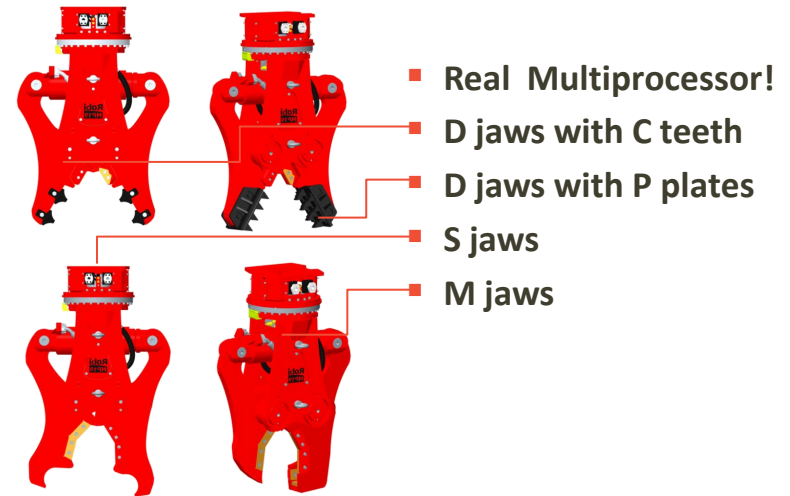 Real  Multiprocessor!
D jaws with C teeth
D jaws with P plates
S jaws
M jaws